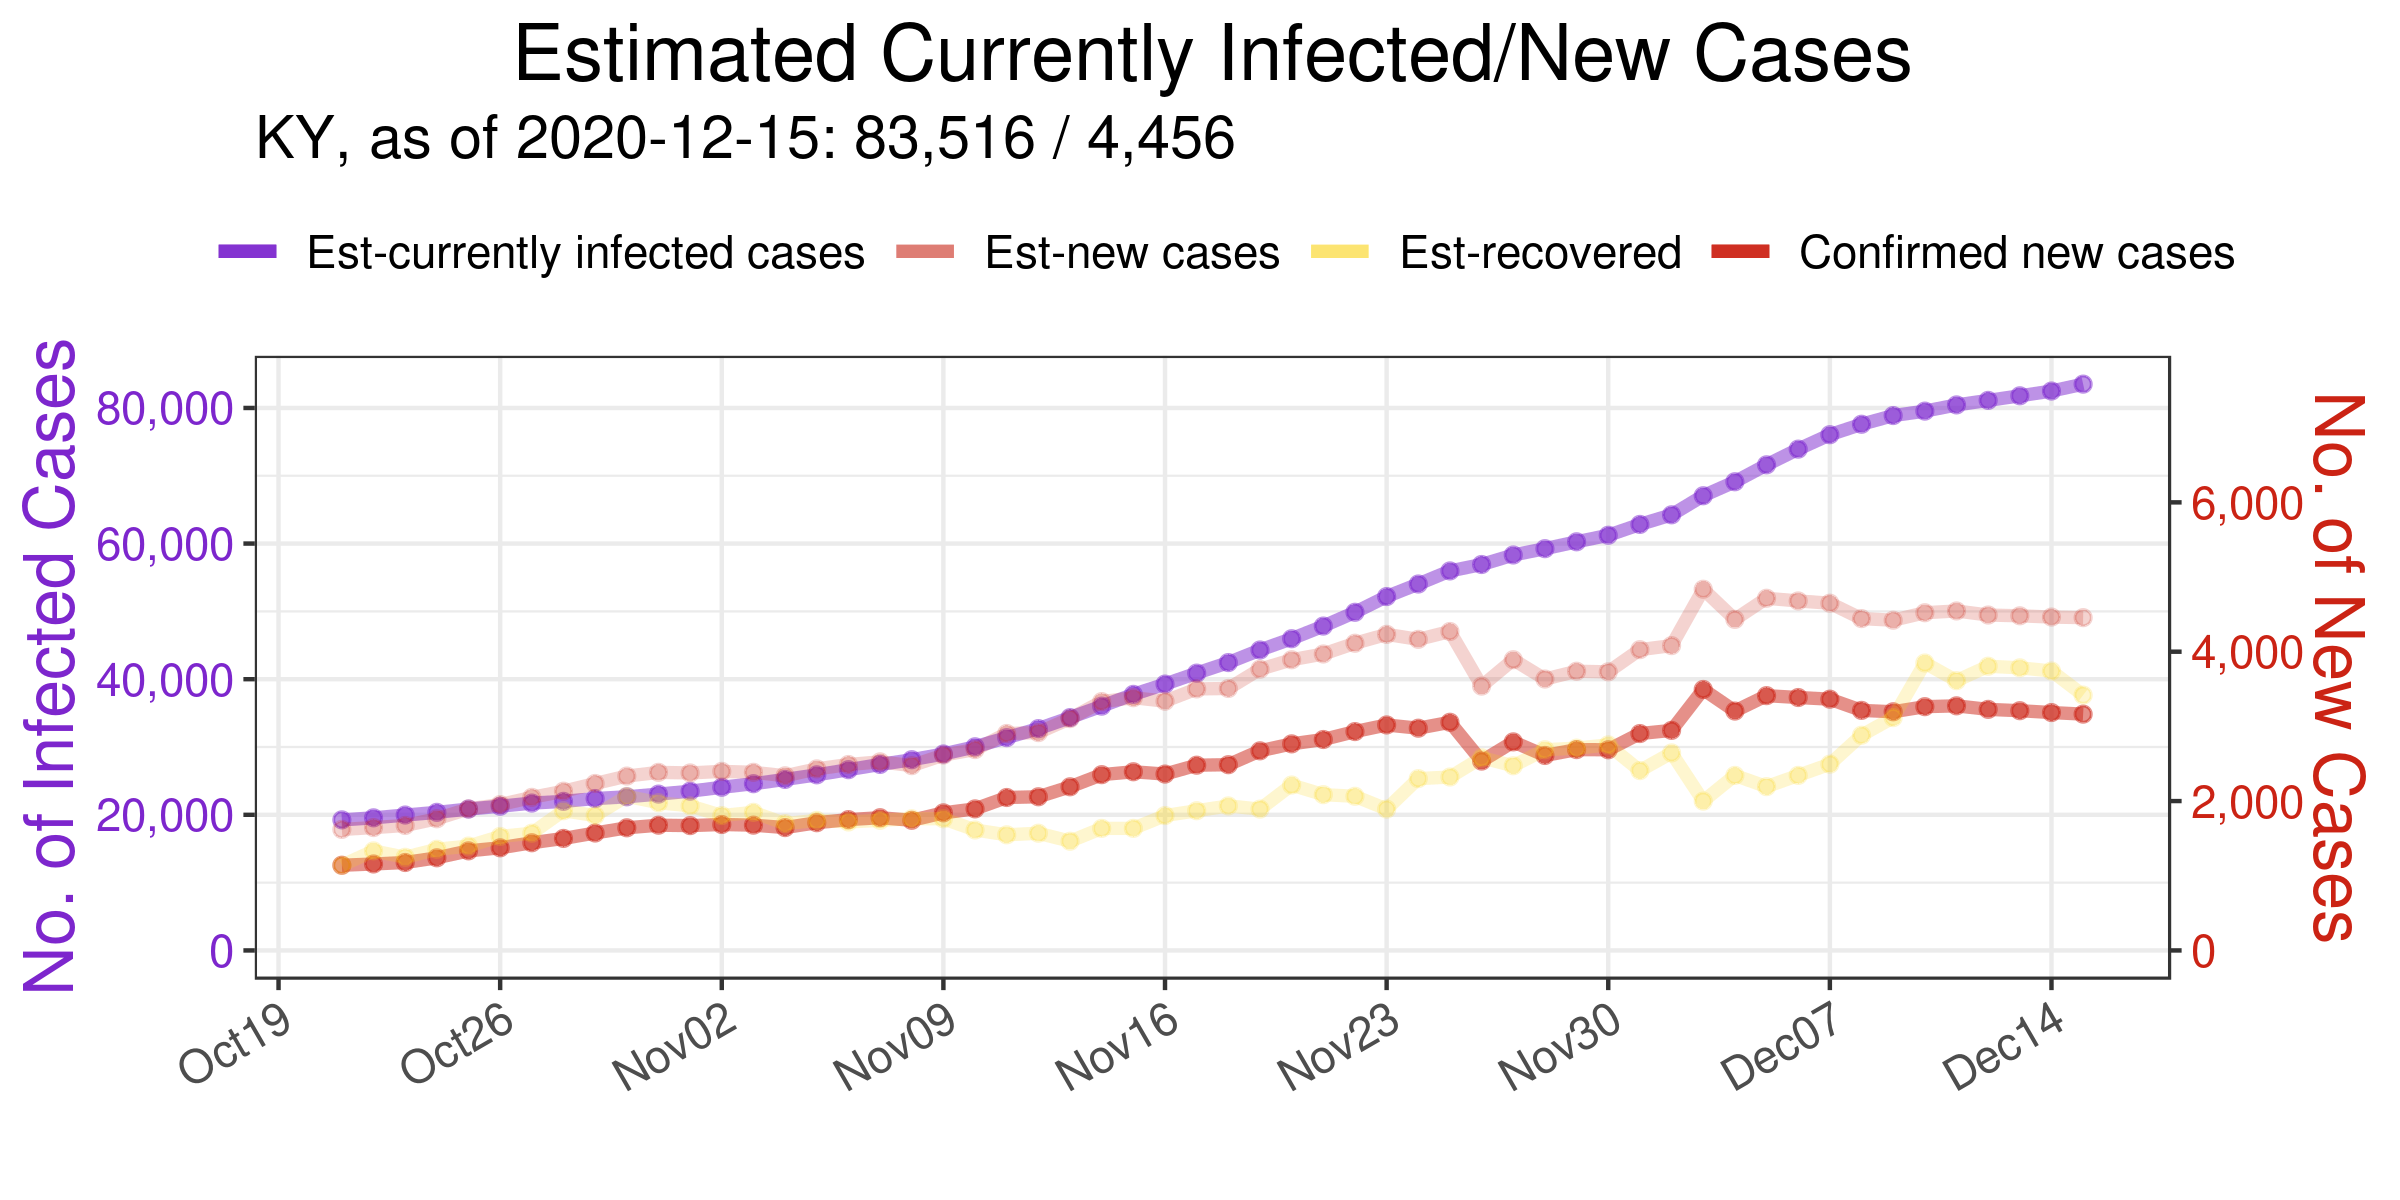 Estimated Currently Infected/New Cases
KY, as of 2020-12-15: 83,516 / 4,456
Est-currently infected cases Est-new cases Est-recovered Confirmed new cases
No. of Infected Cases
80,000
60,000
40,000
20,000
0
6,000
4,000
2,000
0
No. of New Cases
Oct19 Oct26 Nov02 Nov09 Nov16 Nov23 Nov30 Dec07 Dec14